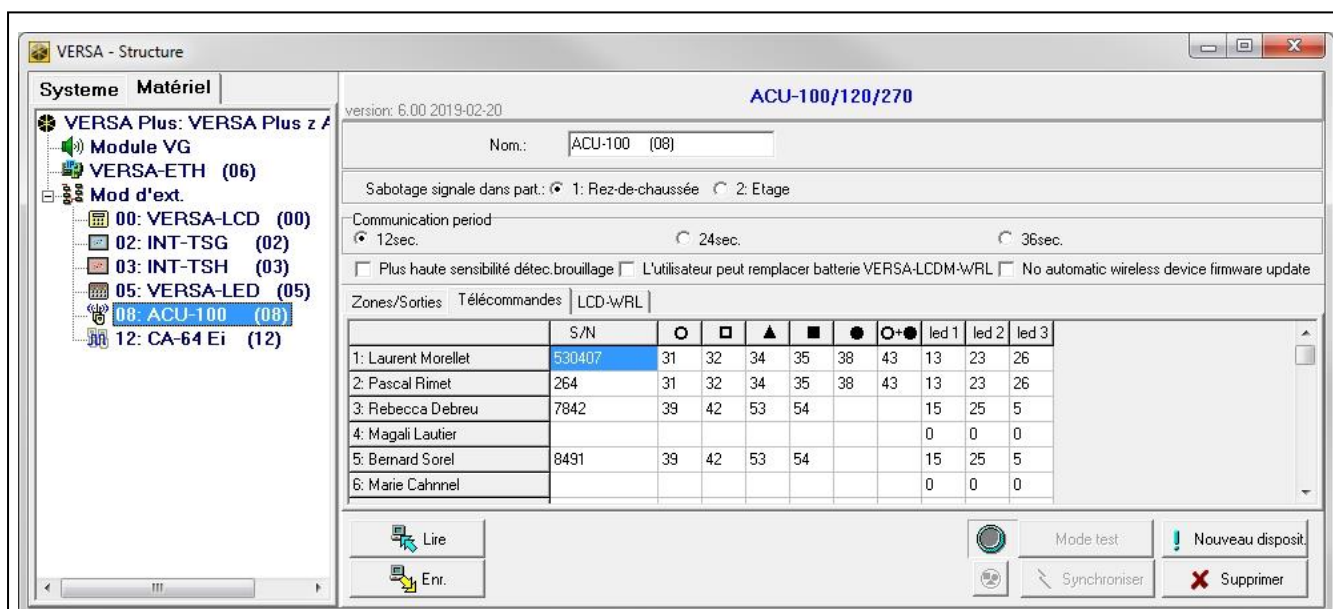 VERSA - Structure
Systeme Matériel
VERSA Plus: VERSA Plus z
Module VG
VERSA-ETH (06)
Mod d'ext.
00: VERSA-LCD (00)
02: INT-TSG (02)
03: INT-TSH (03)
05: VERSA-LED (05)
08: ACU-100 (08)
12: CA-64 Ei (12)
version: 6.00 2019-02-20
ACU-100/120/270
Nom.: ACU-100 (08)
Sabotage signale dans part.: 1: Rez-de-chaussée 2: Etage
Communication period
12sec. 24sec. 36sec.
Plus haute sensibilité détec.brouillage L'utilisateur peut remplacer batterie VERSA-LCDM-WRL No automatic wireless device firmware update
Zones/Sorties Télécommandes LCD-WRL
S/N O □ ▲ ■ ● O+● led 1 led 2 led 3
1: Laurent Morellet 530407 31 32 34 35 38 43 13 23 26
2: Pascal Rimet 264 31 32 34 35 38 43 13 23 26
3: Rebecca Debreu 7842 39 42 53 54 15 25 5
4: Magali Lautier 0 0 0
5: Bernard Sorel 8491 39 42 53 54 15 25 5
6: Marie Cahnnel 0 0 0
Lire Mode test Nouveau disposit.
Enr. Synchroniser Supprimer